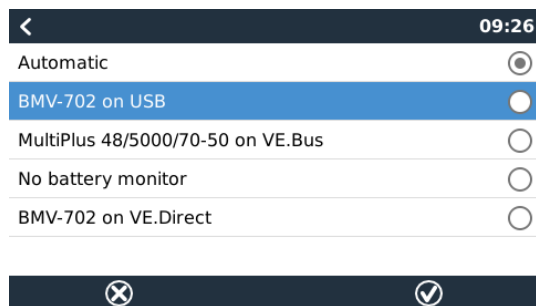 09:26
Automatic
BMV-702 on USB
MultiPlus 48/5000/70-50 on VE.Bus
No battery monitor
BMV-702 on VE.Direct